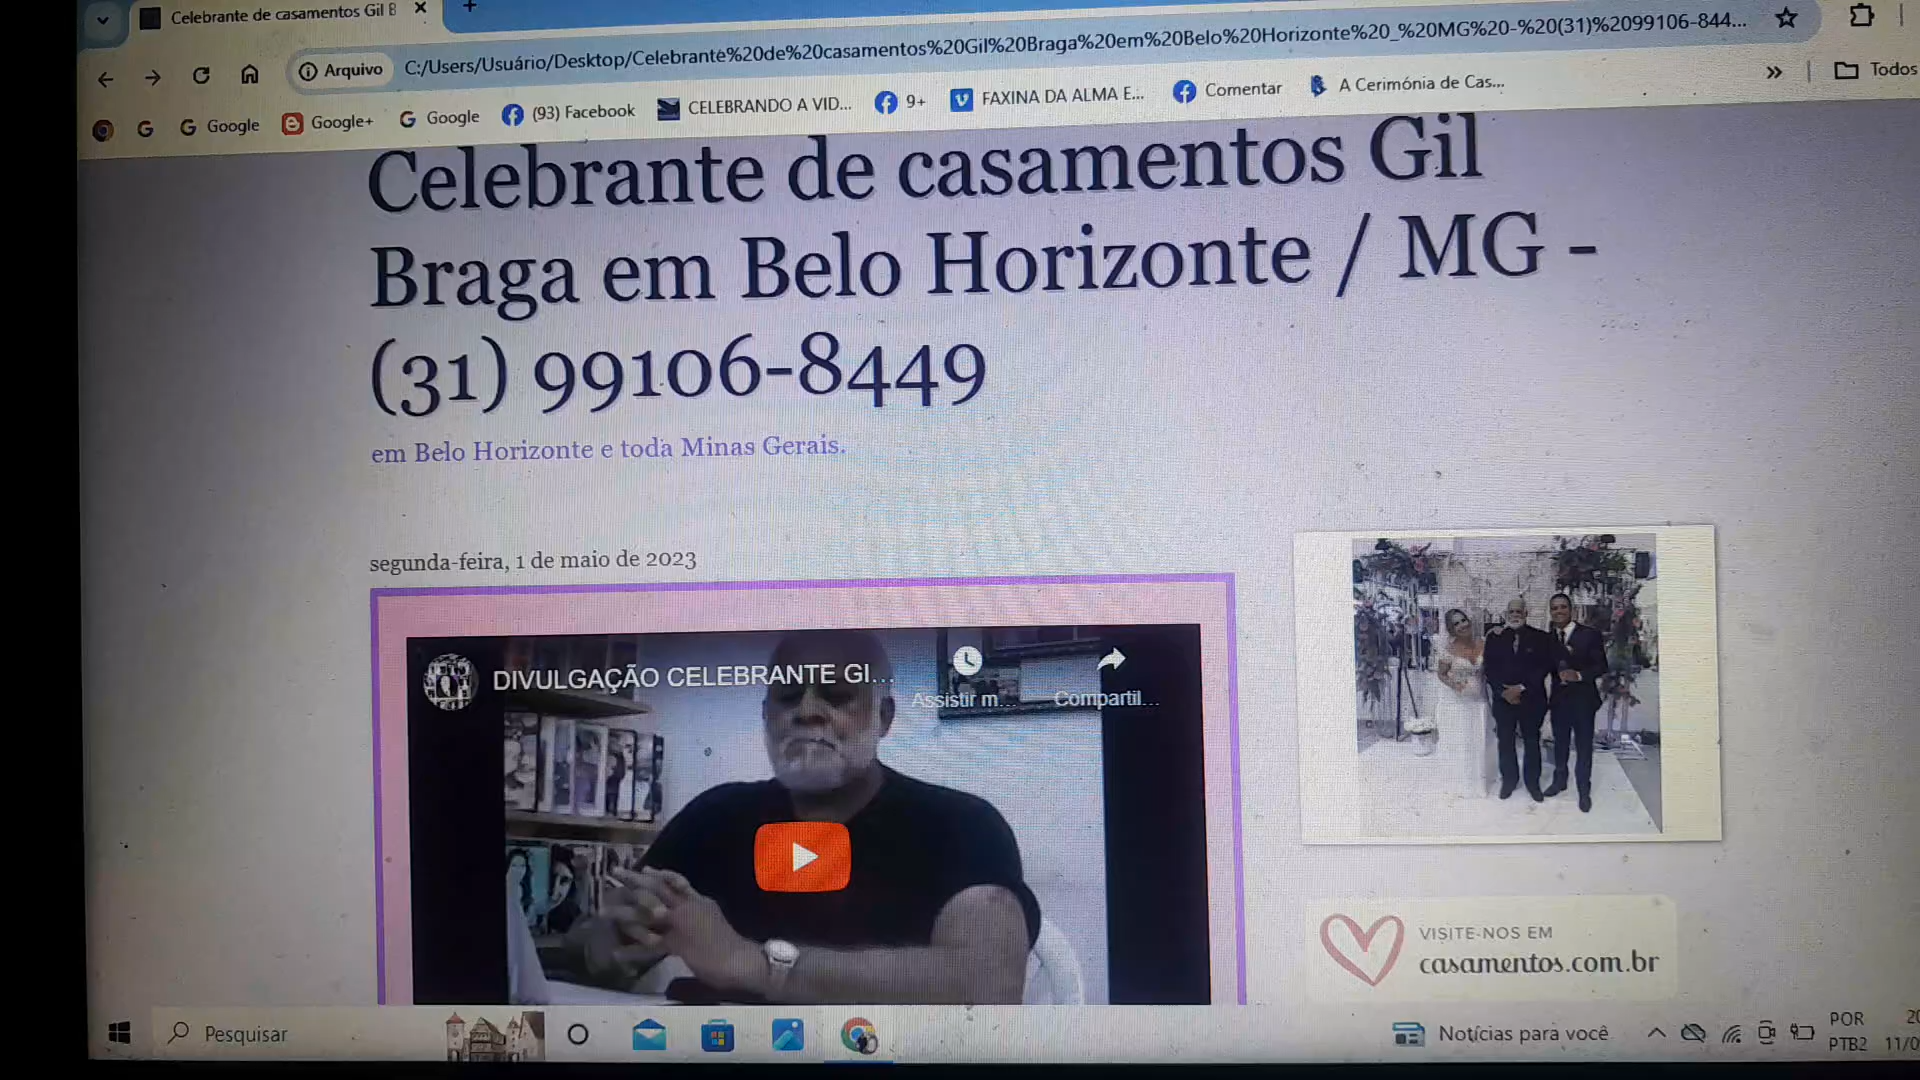 Celebrante de casamentos Gil B
Arquivo
C:/Users/Usuário/Desktop/Celebrante%20de%20casamentos%20Gil%20Braga%20em%20Belo%20Horizonte%20_%20MG%20-%20(31)%2099106-844...
Google
Google+
Google
(93) Facebook
CELEBRANDO A VID...
9+
FAXINA DA ALMA E...
Comentar
A Cerimónia de Cas...
Todos
Celebrante de casamentos Gil
Braga em Belo Horizonte / MG -
(31) 99106-8449
em Belo Horizonte e toda Minas Gerais.
segunda-feira, 1 de maio de 2023
DIVULGAÇÃO CELEBRANTE GI...
Assistir m...
Compartil...
VISITE-NOS EM
casamentos.com.br
Pesquisar
Notícias para você
POR
PTB2
11/0